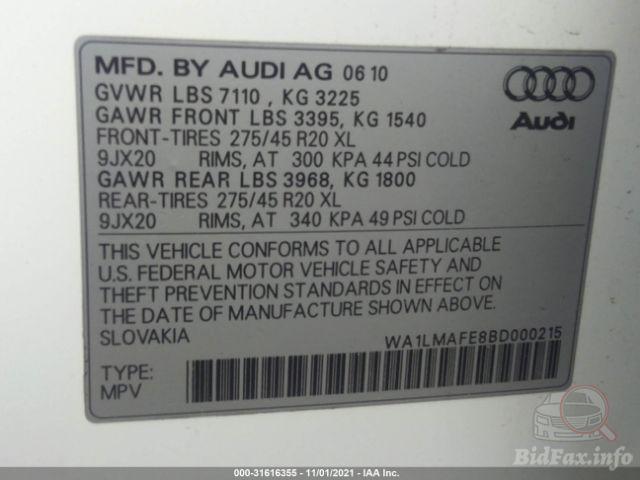 MFD. BY AUDI AG 06 10
GVWR LBS 7110 , KG 3225
GAWR FRONT LBS 3395, KG 1540
FRONT-TIRES 275/45 R20 XL
9JX20 RIMS, AT 300 KPA 44 PSI COLD
GAWR REAR LBS 3968, KG 1800
REAR-TIRES 275/45 R20 XL
9JX20 RIMS, AT 340 KPA 49 PSI COLD
Audi
THIS VEHICLE CONFORMS TO ALL APPLICABLE
U.S. FEDERAL MOTOR VEHICLE SAFETY AND
THEFT PREVENTION STANDARDS IN EFFECT ON
THE DATE OF MANUFACTURE SHOWN ABOVE.
SLOVAKIA
WA1LMAFE8BD000215
TYPE:
MPV
BidFax.info
000-31616355 - 11/01/2021 - IAA Inc.